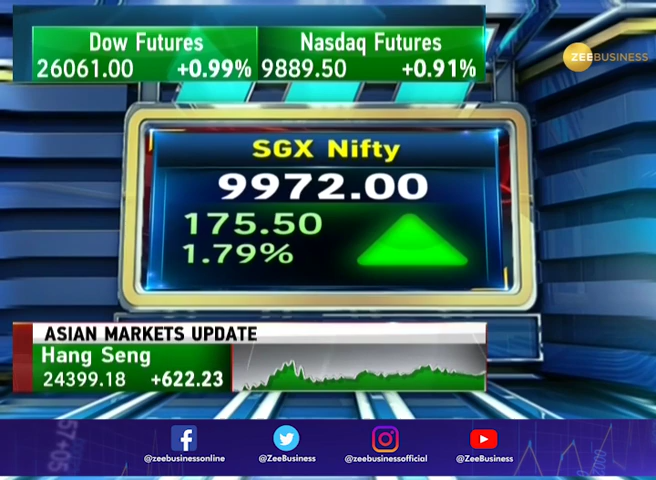 Dow Futures
26061.00 +0.99%
Nasdaq Futures
9889.50 +0.91%
ZEEBUSINESS
SGX Nifty
9972.00
175.50
1.79%
ASIAN MARKETS UPDATE
Hang Seng
24399.18 +622.23
@zeebusinessonline
@ZeeBusiness
@zeebusinessofficial
@ZeeBusiness